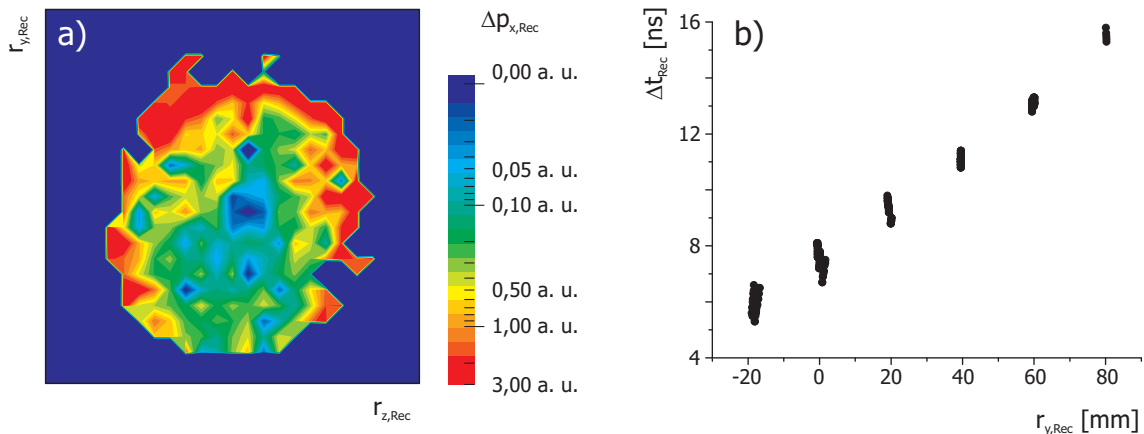 a)
r_y,Rec
r_z,Rec
Δp_x,Rec
0,00 a. u.
0,05 a. u.
0,10 a. u.
0,50 a. u.
1,00 a. u.
3,00 a. u.
b)
Δt_Rec [ns]
16
12
8
4
-20 0 20 40 60 80
r_y,Rec [mm]